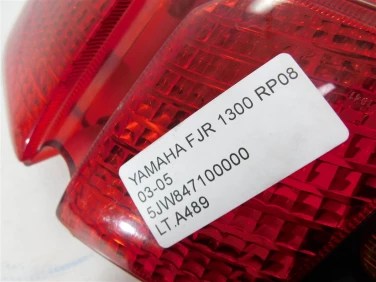 YAMAHA FJR 1300 RP08
03-05
5JW847100000
LT.A489